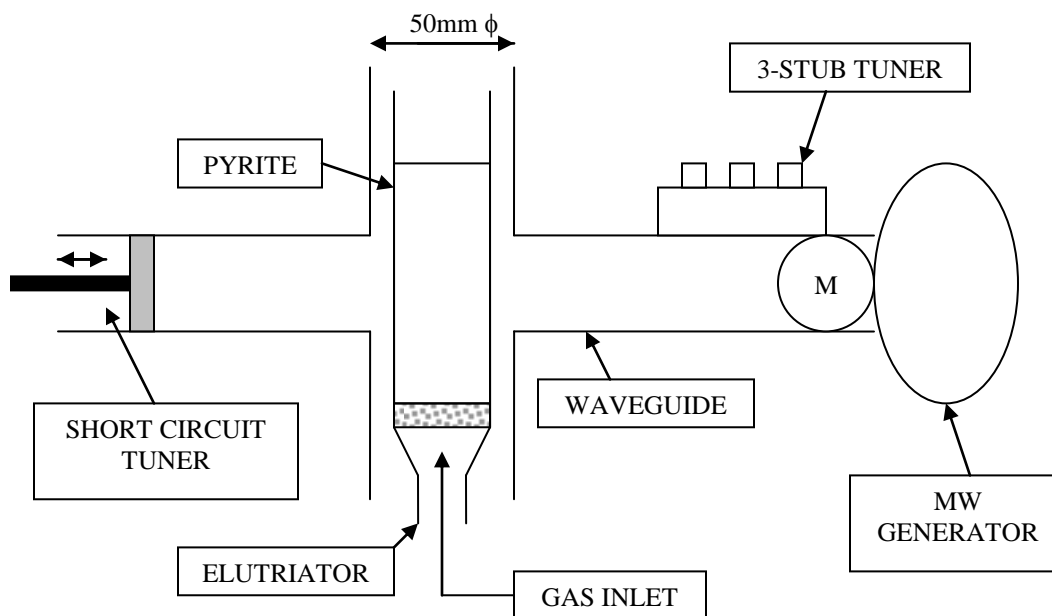 50mm ϕ
3-STUB TUNER
PYRITE
M
WAVEGUIDE
SHORT CIRCUIT
TUNER
MW
GENERATOR
ELUTRIATOR
GAS INLET